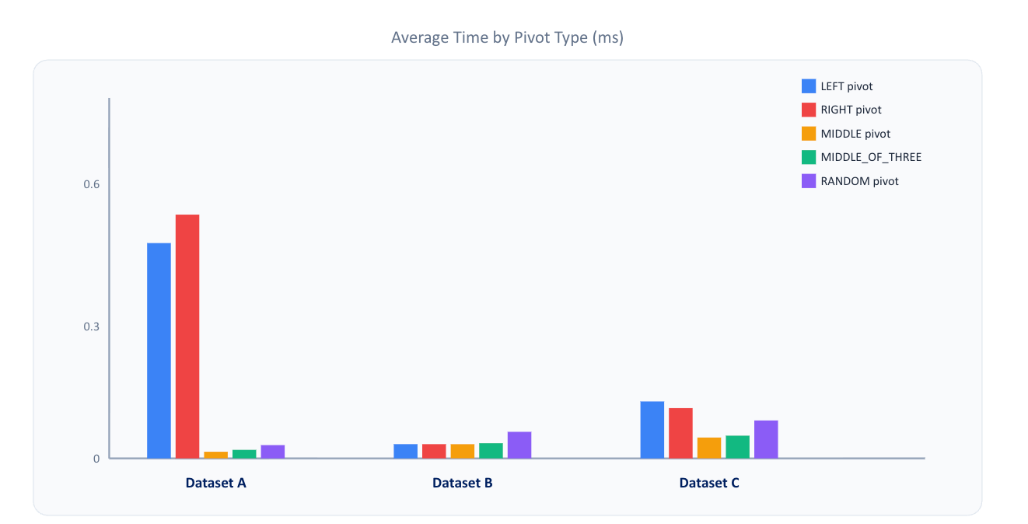 Average Time by Pivot Type (ms)
LEFT pivot
RIGHT pivot
MIDDLE pivot
MIDDLE_OF_THREE
RANDOM pivot
0.6
0.3
0
Dataset A
Dataset B
Dataset C